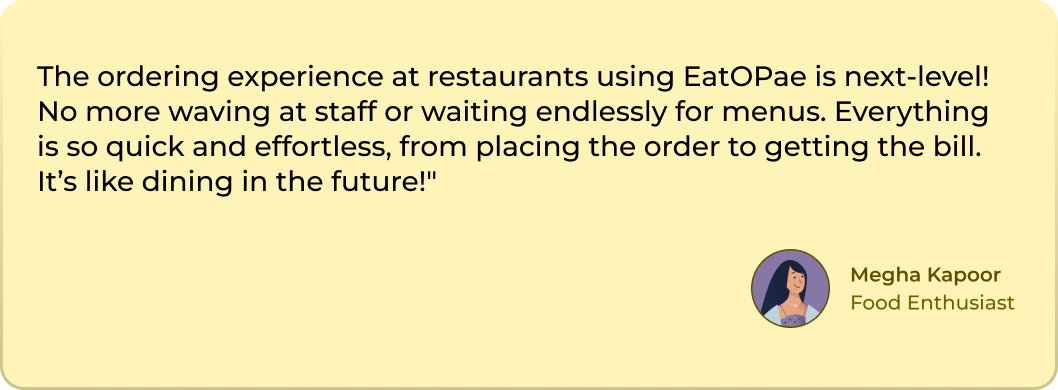 The ordering experience at restaurants using EatOPae is next-level!
No more waving at staff or waiting endlessly for menus. Everything
is so quick and effortless, from placing the order to getting the bill.
It’s like dining in the future!"
Megha Kapoor
Food Enthusiast